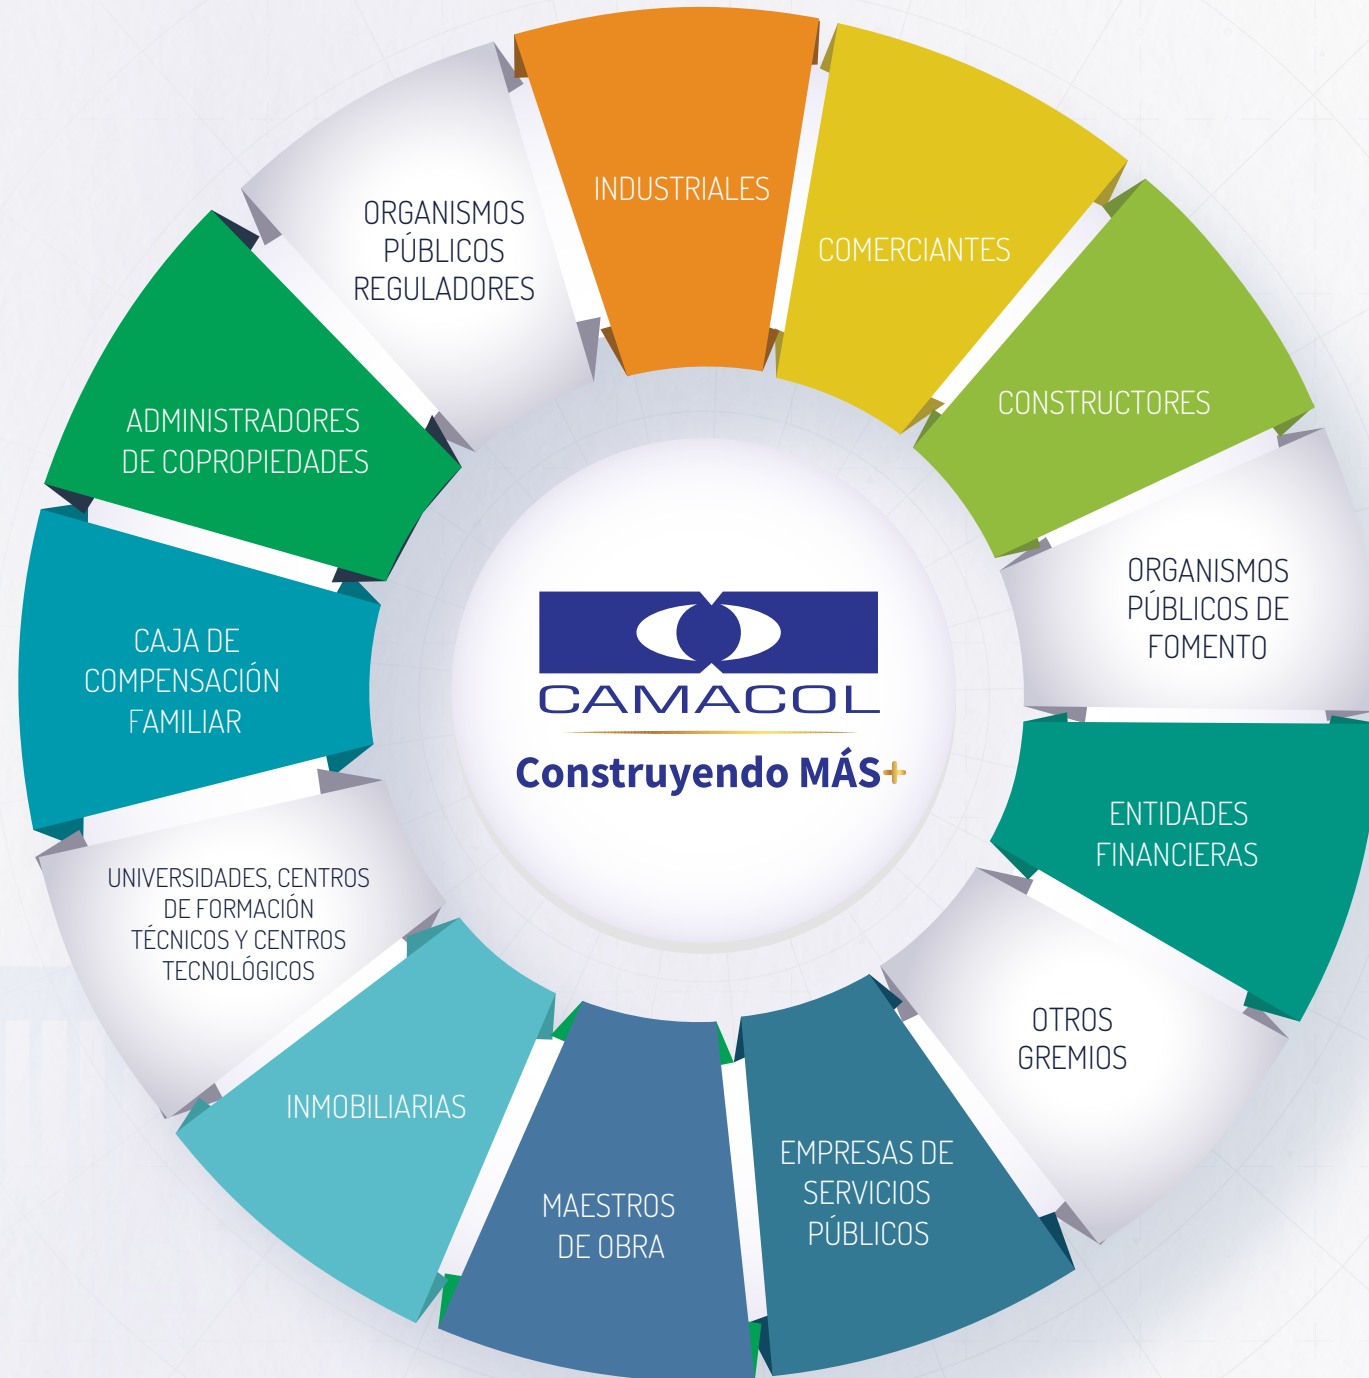 INDUSTRIALES
COMERCIANTES
CONSTRUCTORES
ORGANISMOS
PÚBLICOS DE
FOMENTO
ENTIDADES
FINANCIERAS
OTROS
GREMIOS
EMPRESAS DE
SERVICIOS
PÚBLICOS
MAESTROS
DE OBRA
INMOBILIARIAS
UNIVERSIDADES, CENTROS
DE FORMACIÓN
TÉCNICOS Y CENTROS
TECNOLÓGICOS
CAJA DE
COMPENSACIÓN
FAMILIAR
ADMINISTRADORES
DE COPROPIEDADES
ORGANISMOS
PÚBLICOS
REGULADORES
CAMACOL
Construyendo MÁS+